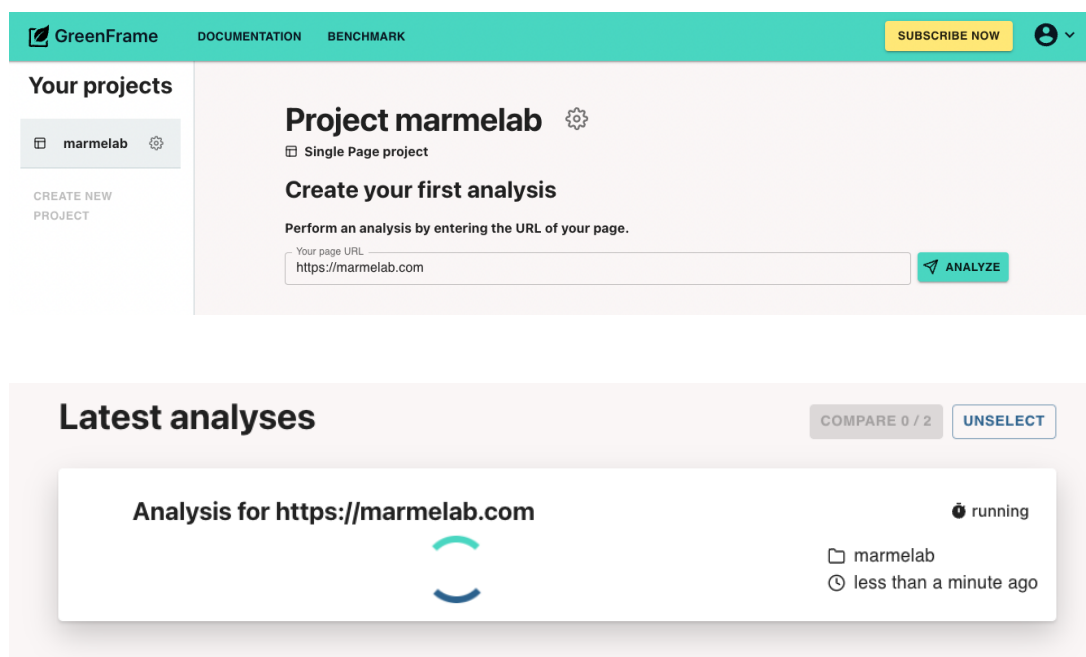 GreenFrame DOCUMENTATION BENCHMARK SUBSCRIBE NOW
Your projects
marmelab
CREATE NEW
PROJECT
Project marmelab
Single Page project
Create your first analysis
Perform an analysis by entering the URL of your page.
Your page URL
https://marmelab.com
ANALYZE
Latest analyses
COMPARE 0 / 2 UNSELECT
Analysis for https://marmelab.com
running
marmelab
less than a minute ago